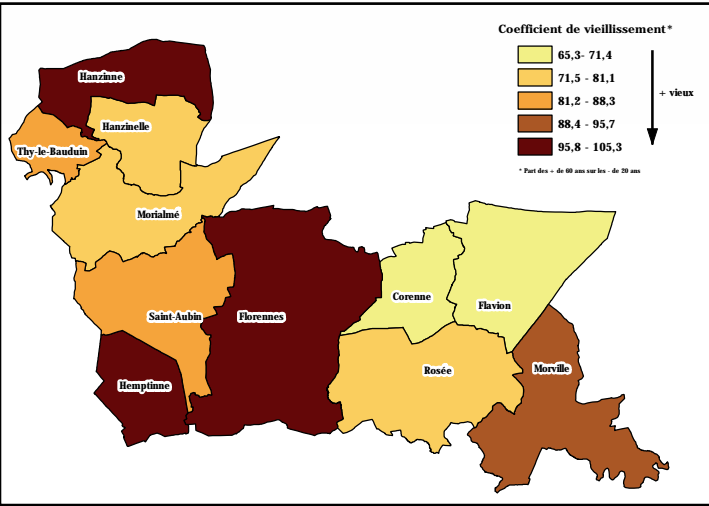 Coefficient de vieillissement*
65,3- 71,4
71,5 - 81,1
81,2 - 88,3
88,4 - 95,7
95,8 - 105,3
+ vieux
* Part des + de 60 ans sur les - de 20 ans
Hanzinne
Hanzinelle
Thy-le-Bauduin
Morialmé
Corenne
Flavion
Saint-Aubin
Florennes
Rosée
Morville
Hemptinne